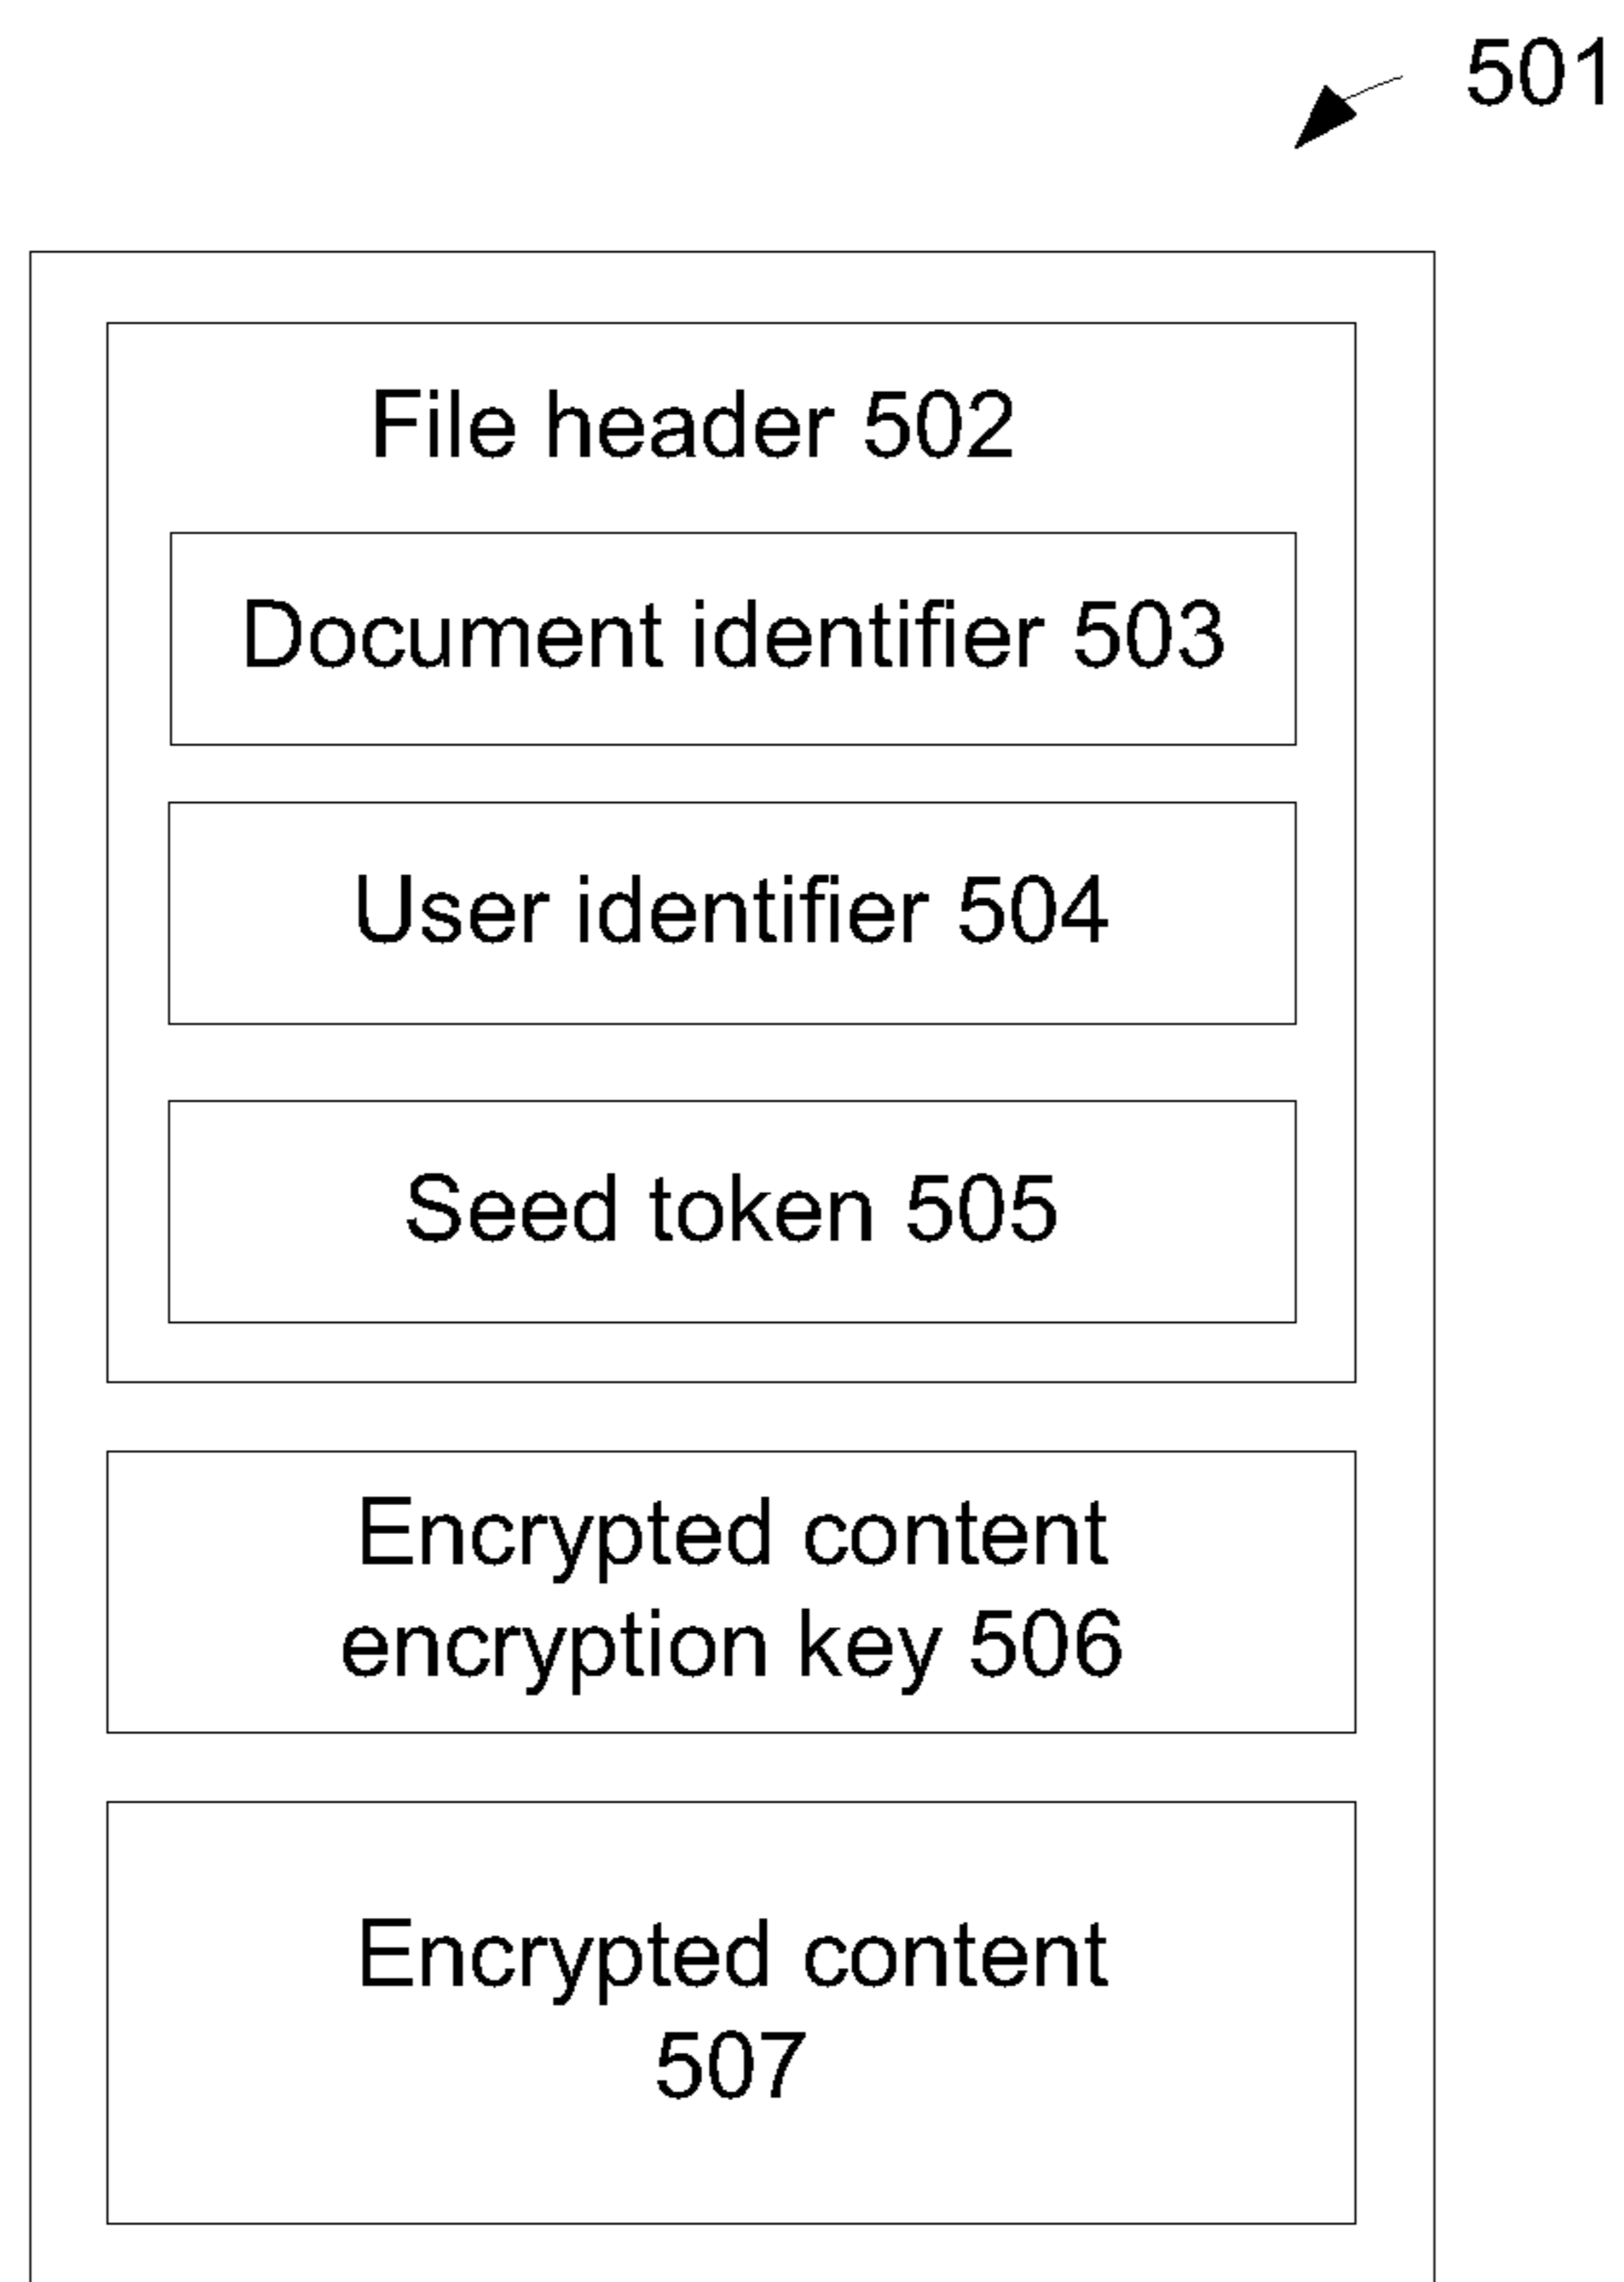 501
File header 502
Document identifier 503
User identifier 504
Seed token 505
Encrypted content
encryption key 506
Encrypted content
507